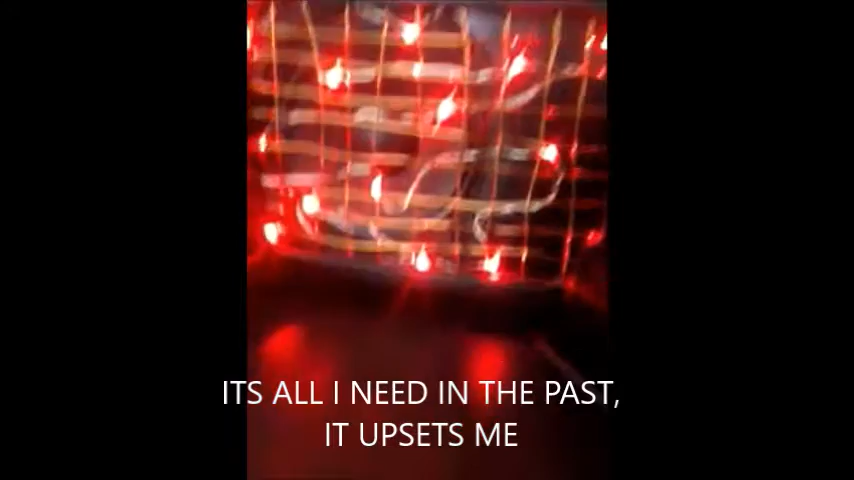 ITS ALL I NEED IN THE PAST,
IT UPSETS ME